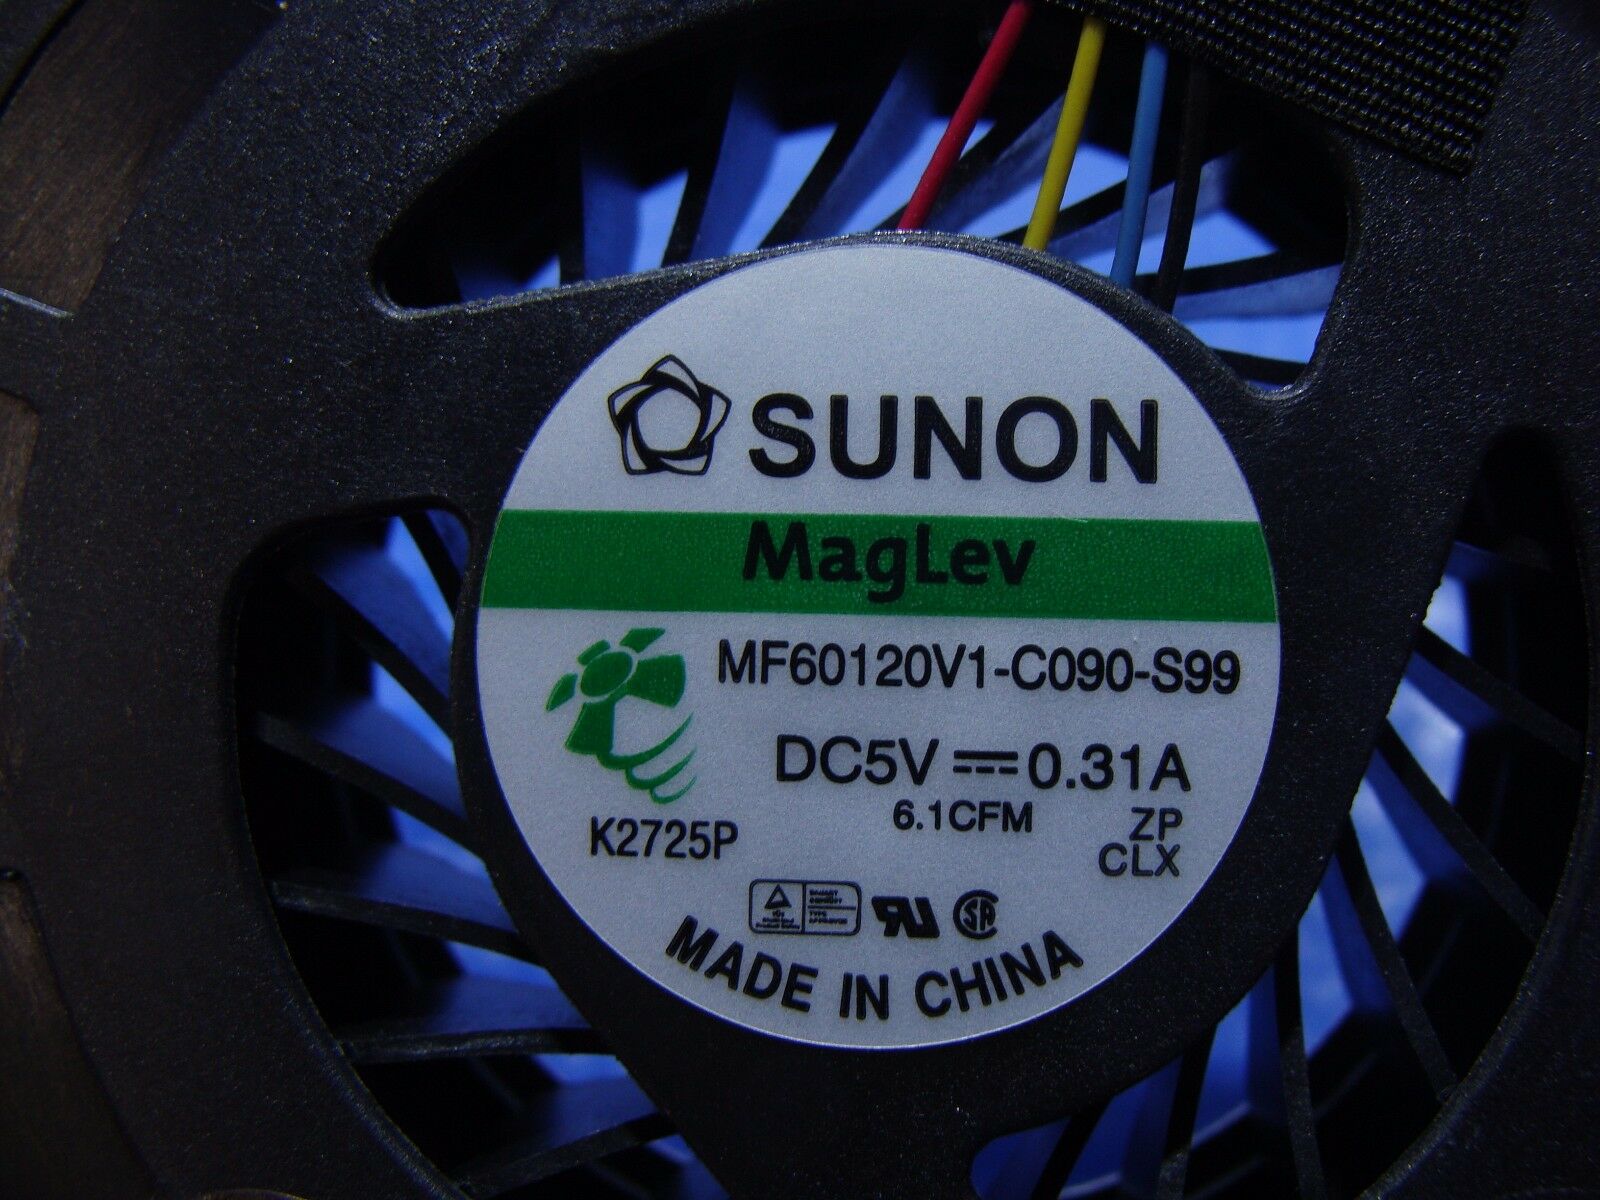 SUNON
MagLev
MF60120V1-C090-S99
DC5V ⎓ 0.31A
6.1CFM
ZP
K2725P
CLX
MADE IN CHINA